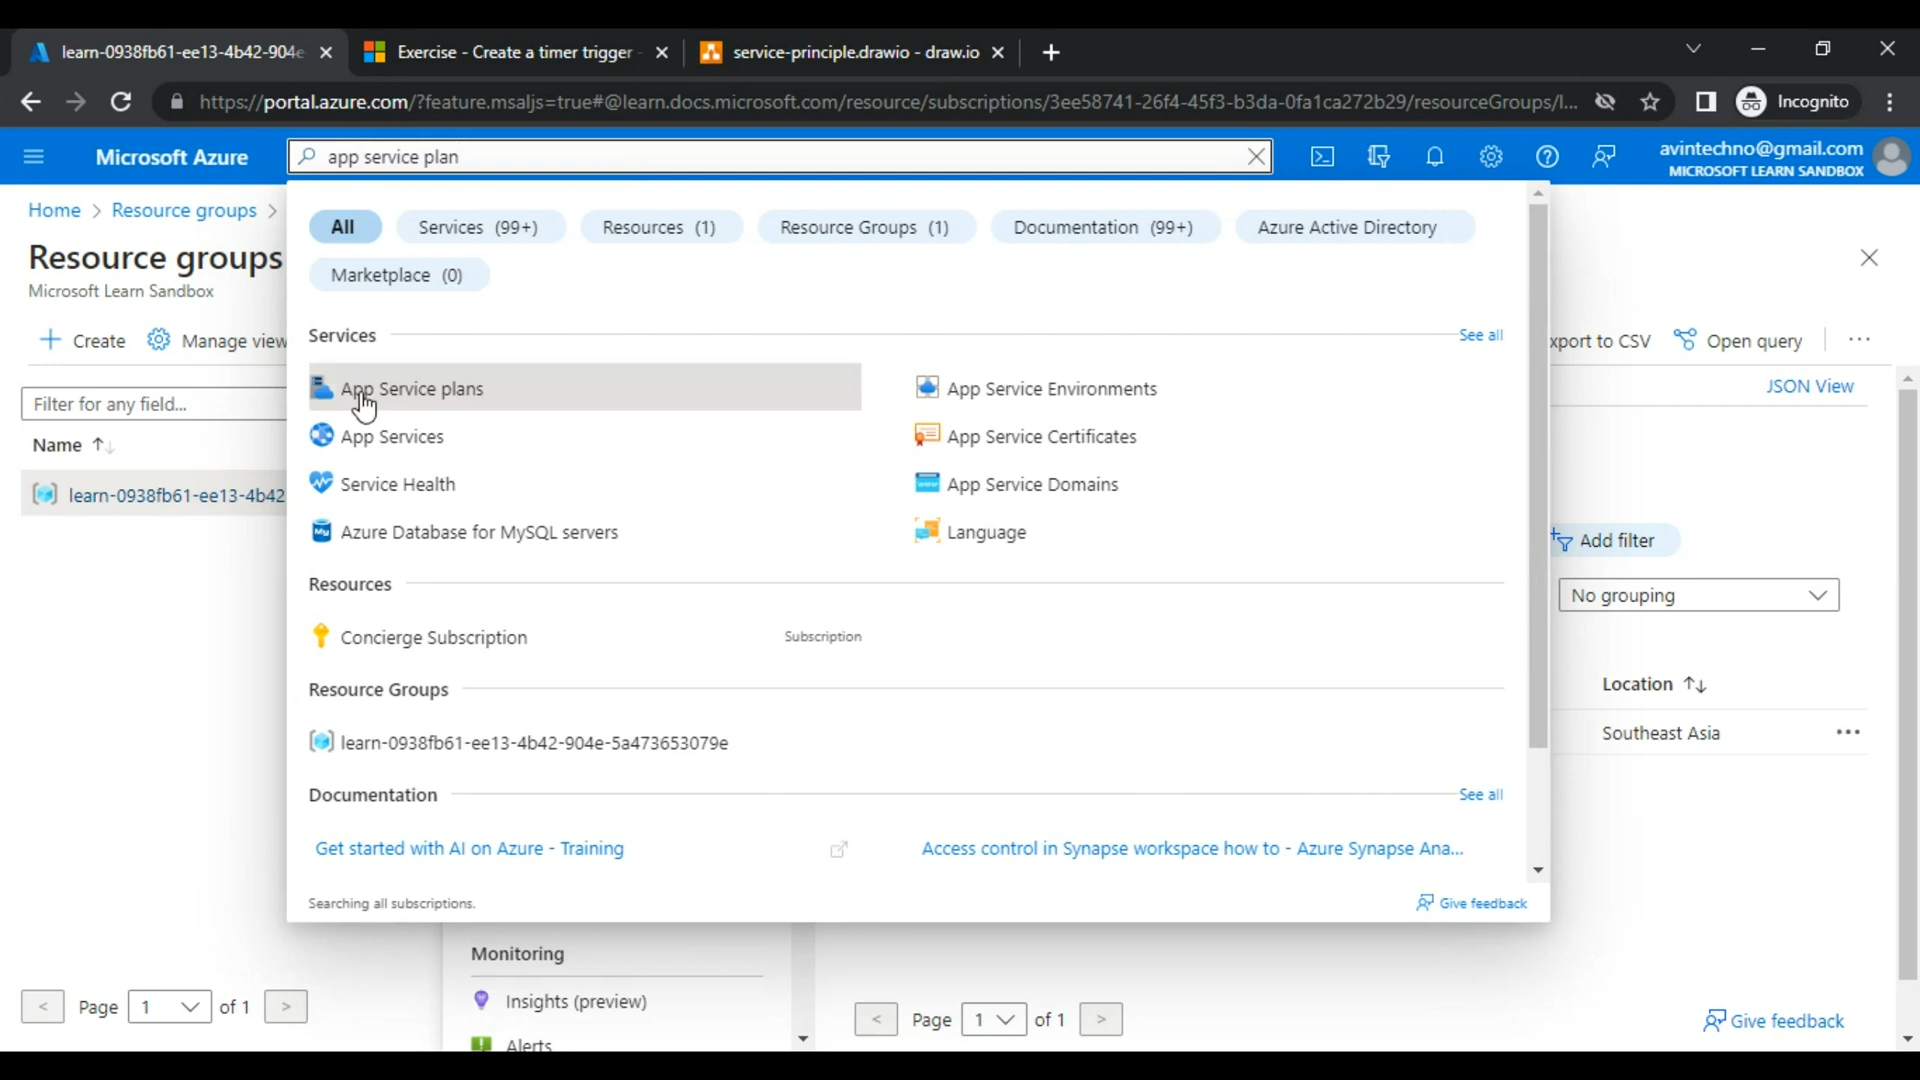 learn-0938fb61-ee13-4b42-904e
Exercise - Create a timer trigger -
service-principle.drawio - draw.io
https://portal.azure.com/?feature.msaljs=true#@learn.docs.microsoft.com/resource/subscriptions/3ee58741-26f4-45f3-b3da-0fa1ca272b29/resourceGroups/l...
Incognito
Microsoft Azure
app service plan
avintechno@gmail.com
MICROSOFT LEARN SANDBOX
Home > Resource groups >
Resource groups
Microsoft Learn Sandbox
Create
Manage view
Filter for any field...
Name
learn-0938fb61-ee13-4b42
All
Services (99+)
Resources (1)
Resource Groups (1)
Documentation (99+)
Azure Active Directory
Marketplace (0)
Services
See all
App Service plans
App Service Environments
App Services
App Service Certificates
Service Health
App Service Domains
Azure Database for MySQL servers
Language
Resources
Concierge Subscription
Subscription
Resource Groups
learn-0938fb61-ee13-4b42-904e-5a473653079e
Documentation
See all
Get started with AI on Azure - Training
Access control in Synapse workspace how to - Azure Synapse Ana...
Searching all subscriptions.
Give feedback
xport to CSV
Open query
JSON View
Add filter
No grouping
Location
Southeast Asia
Monitoring
Insights (preview)
Alerts
< Page 1 of 1 >
< Page 1 of 1 >
Give feedback